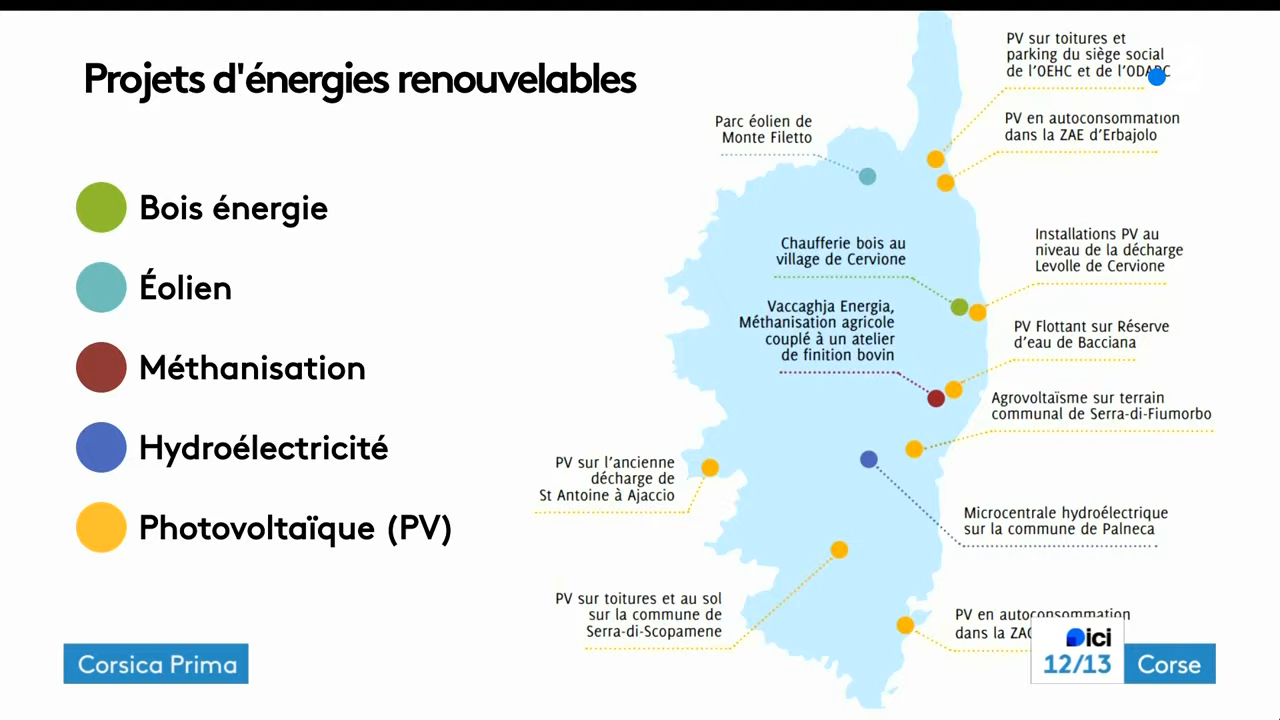 Projets d'énergies renouvelables
Bois énergie
Éolien
Méthanisation
Hydroélectricité
Photovoltaïque (PV)
PV sur toitures et
parking du siège social
de l'OEHC et de l'ODARC
PV en autoconsommation
dans la ZAE d'Erbajolo
Parc éolien de
Monte Filetto
Installations PV au
niveau de la décharge
Levolle de Cervione
Chaufferie bois au
village de Cervione
Vaccaghja Energia,
Méthanisation agricole
couplé à un atelier
de finition bovin
PV Flottant sur Réserve
d'eau de Bacciana
Agrovoltaïsme sur terrain
communal de Serra-di-Fiumorbo
PV sur l'ancienne
décharge de
St Antoine à Ajaccio
Microcentrale hydroélectrique
sur la commune de Palneca
PV sur toitures et au sol
sur la commune de
Serra-di-Scopamene
PV en autoconsommation
dans la
Corsica Prima
ici
12/13
Corse